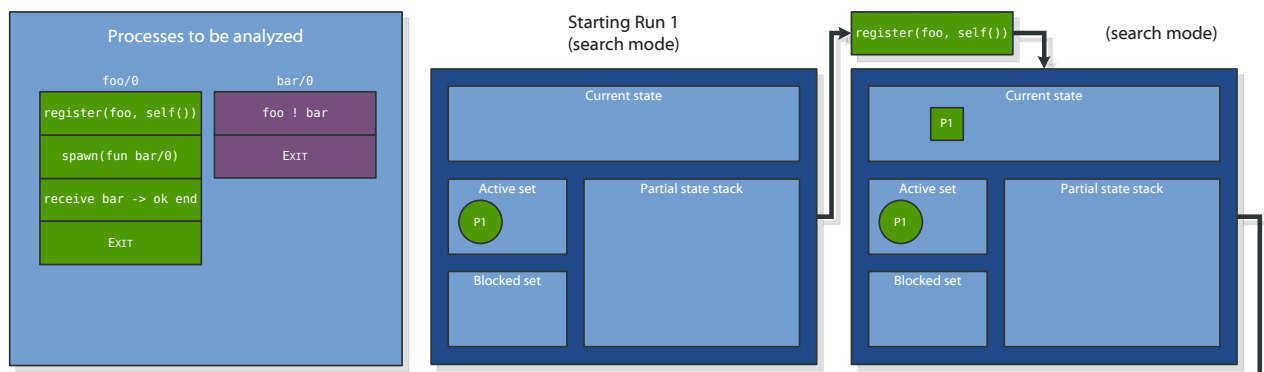 Processes to be analyzed
foo/0
bar/0
register(foo, self())
foo ! bar
spawn(fun bar/0)
EXIT
receive bar -> ok end
EXIT
Starting Run 1
(search mode)
Current state
Active set
P1
Partial state stack
Blocked set
register(foo, self())
(search mode)
Current state
P1
Active set
P1
Partial state stack
Blocked set